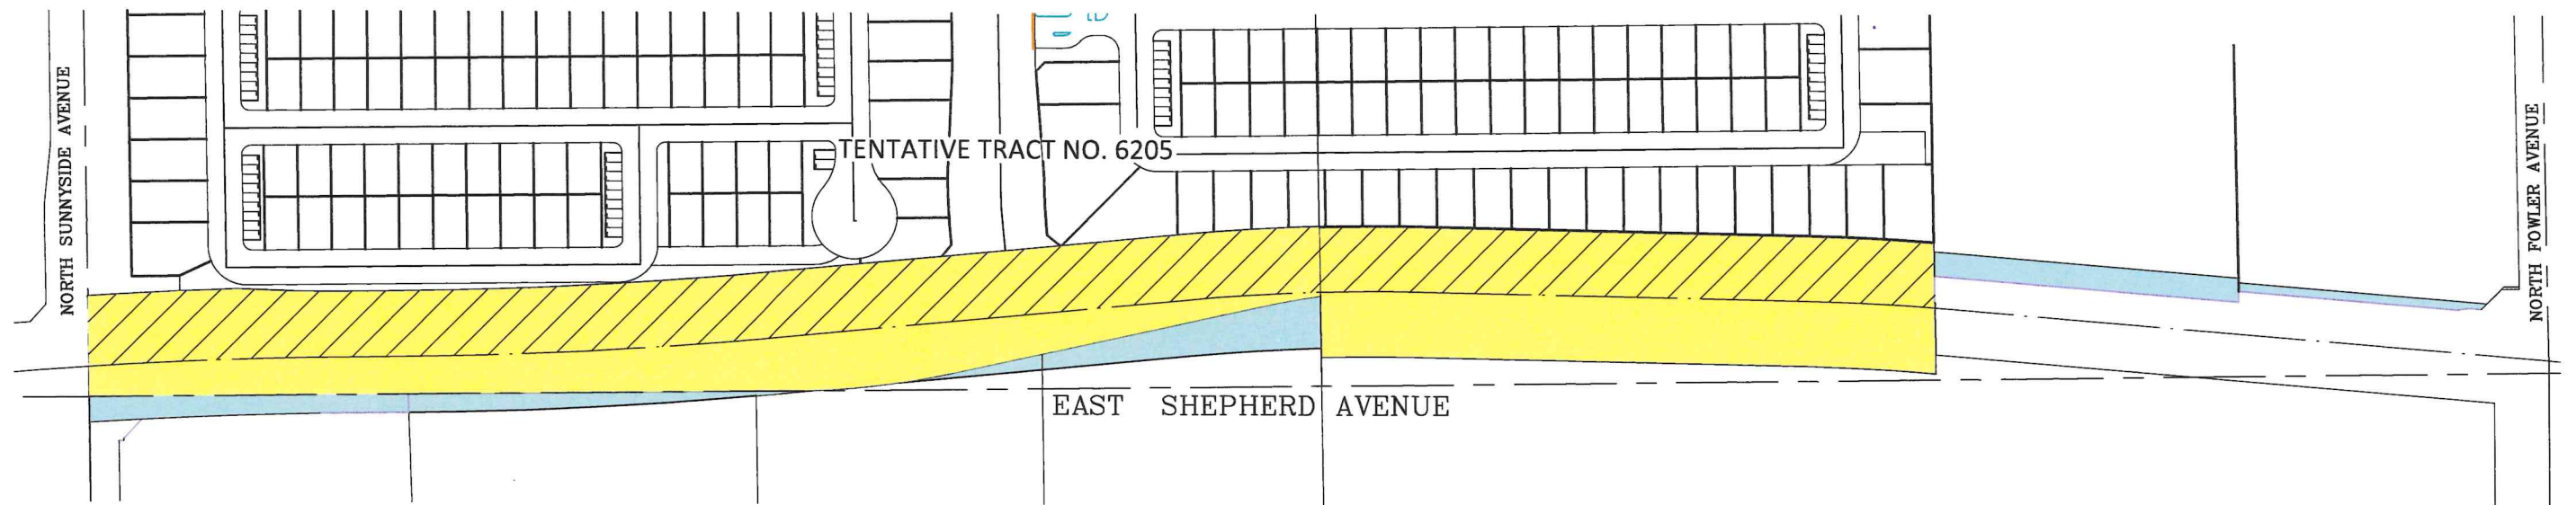 NORTH SUNNYSIDE AVENUE
TENTATIVE TRACT NO. 6205
NORTH FOWLER AVENUE
EAST SHEPHERD AVENUE